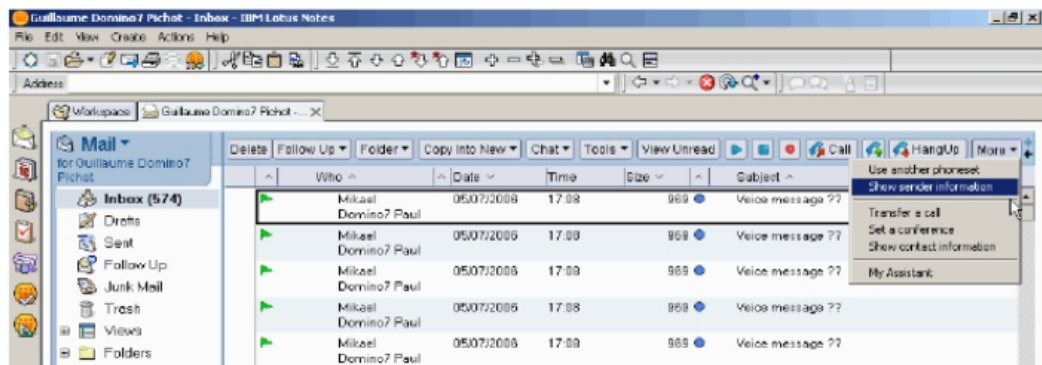 Guillaume Domino7 Pichot - Inbox - IBM Lotus Notes
File Edit View Create Actions Help
Address
Workspace Guillaume Domino7 Pichot - ...
Mail
for Guillaume Domino7 Pichot
Inbox (574)
Drafts
Sent
Follow Up
Junk Mail
Trash
Views
Folders
Delete Follow Up Folder Copy Into New Chat Tools View Unread Call HangUp More
Who Date Time Size Subject
Mikael Domino7 Paul 05/07/2006 17:08 969 Voice message ??
Mikael Domino7 Paul 05/07/2006 17:08 969 Voice message ??
Mikael Domino7 Paul 05/07/2006 17:08 969 Voice message ??
Mikael Domino7 Paul 05/07/2006 17:08 969 Voice message ??
Mikael Domino7 Paul 05/07/2006 17:08 969 Voice message ??
Use another phoneset
Show sender information
Transfer a call
Set a conference
Show contact information
My Assistant